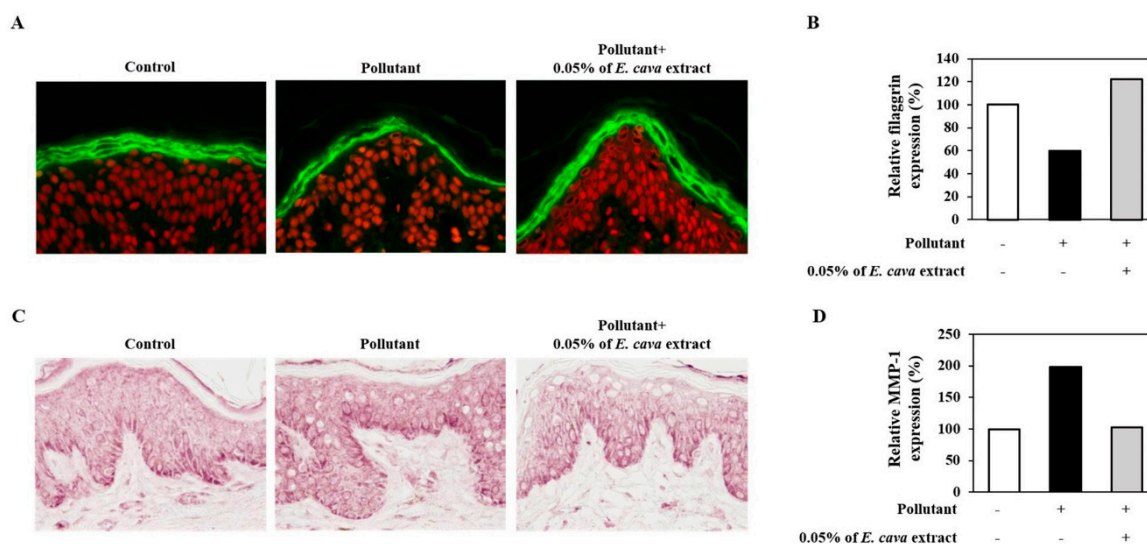 A
Control
Pollutant
Pollutant+
0.05% of E. cava extract
B
Relative filaggrin
expression (%)
140
120
100
80
60
40
20
0
Pollutant - + +
0.05% of E. cava extract - - +
C
Control
Pollutant
Pollutant+
0.05% of E. cava extract
D
Relative MMP-1
expression (%)
250
200
150
100
50
0
Pollutant - + +
0.05% of E. cava extract - - +